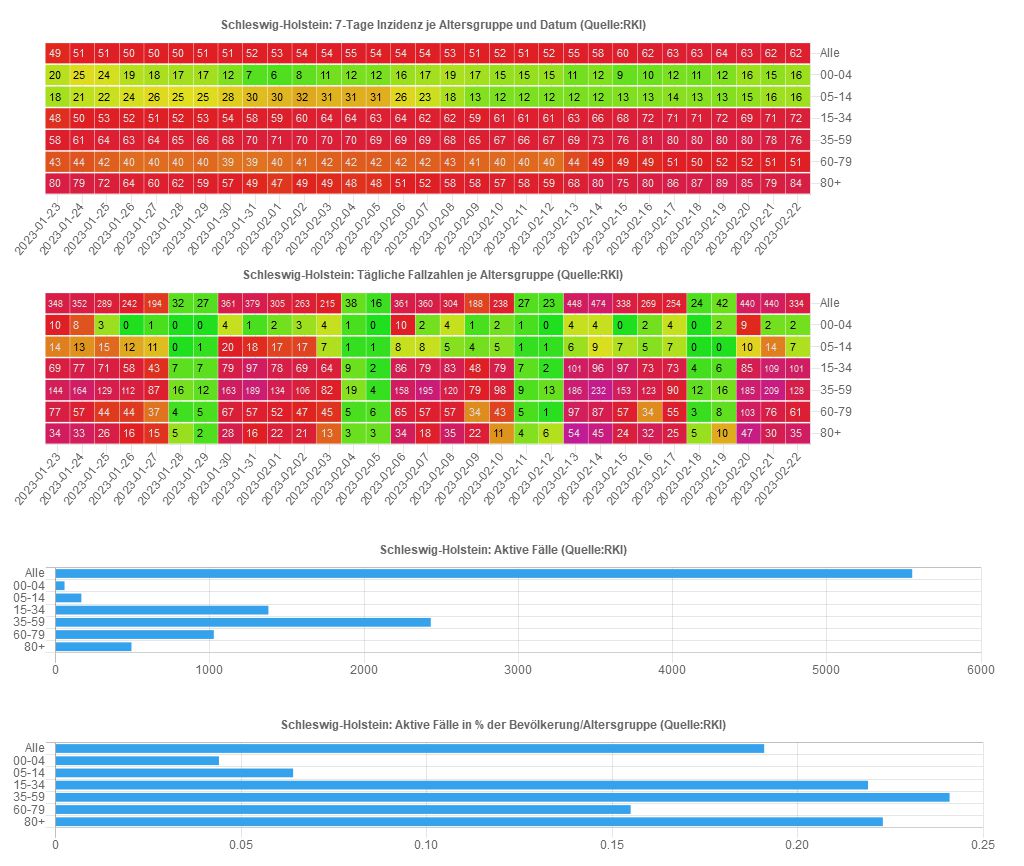 Schleswig-Holstein: 7-Tage Inzidenz je Altersgruppe und Datum (Quelle:RKI)
49 51 51 50 50 50 51 51 52 53 54 54 55 54 54 54 53 51 52 51 52 55 58 60 62 63 63 64 63 62 62 Alle
20 25 24 19 18 17 17 12 7 6 8 11 12 12 16 17 19 17 15 15 15 11 12 9 10 12 11 12 16 15 16 00-04
18 21 22 24 26 25 25 28 30 30 32 31 31 31 26 23 18 13 12 12 12 12 12 13 13 14 13 13 15 16 16 05-14
48 50 53 52 51 52 53 54 58 59 60 64 64 63 64 62 62 59 61 61 61 63 66 68 72 71 71 72 69 71 72 15-34
58 61 64 63 64 65 66 68 70 71 70 70 70 69 69 69 68 65 67 66 67 69 73 76 81 80 80 80 80 78 76 35-59
43 44 42 40 40 40 40 39 39 40 41 42 42 42 42 42 43 41 40 40 40 44 49 49 49 51 50 52 52 51 51 60-79
80 79 72 64 60 62 59 57 49 47 49 49 48 48 51 52 58 58 57 58 59 68 80 75 80 86 87 89 85 79 84 80+
2023-01-23 2023-01-24 2023-01-25 2023-01-26 2023-01-27 2023-01-28 2023-01-29 2023-01-30 2023-01-31 2023-02-01 2023-02-02 2023-02-03 2023-02-04 2023-02-05 2023-02-06 2023-02-07 2023-02-08 2023-02-09 2023-02-10 2023-02-11 2023-02-12 2023-02-13 2023-02-14 2023-02-15 2023-02-16 2023-02-17 2023-02-18 2023-02-19 2023-02-20 2023-02-21 2023-02-22
Schleswig-Holstein: Tägliche Fallzahlen je Altersgruppe (Quelle:RKI)
348 352 289 242 194 32 27 361 379 305 263 215 38 16 361 360 304 188 238 27 23 448 474 338 269 254 24 42 440 440 334 Alle
10 8 3 0 1 0 0 4 1 2 3 4 1 0 10 2 4 1 2 1 0 4 4 0 2 4 0 2 9 2 2 00-04
14 13 15 12 11 0 1 20 18 17 17 7 1 1 8 8 5 4 5 1 1 6 9 7 5 7 0 0 10 14 7 05-14
69 77 71 58 43 7 7 79 97 78 69 64 9 2 86 79 83 48 79 7 2 101 96 97 73 73 4 6 85 109 101 15-34
144 164 129 112 87 16 12 163 189 134 106 82 19 4 158 195 120 79 98 9 13 186 232 153 123 90 12 16 185 209 128 35-59
77 57 44 44 37 4 5 67 57 52 47 45 5 6 65 57 57 34 43 5 1 97 87 57 34 55 3 8 103 76 61 60-79
34 33 26 16 15 5 2 28 16 22 21 13 3 3 34 18 35 22 11 4 6 54 45 24 32 25 5 10 47 30 35 80+
2023-01-23 2023-01-24 2023-01-25 2023-01-26 2023-01-27 2023-01-28 2023-01-29 2023-01-30 2023-01-31 2023-02-01 2023-02-02 2023-02-03 2023-02-04 2023-02-05 2023-02-06 2023-02-07 2023-02-08 2023-02-09 2023-02-10 2023-02-11 2023-02-12 2023-02-13 2023-02-14 2023-02-15 2023-02-16 2023-02-17 2023-02-18 2023-02-19 2023-02-20 2023-02-21 2023-02-22
Schleswig-Holstein: Aktive Fälle (Quelle:RKI)
Alle
00-04
05-14
15-34
35-59
60-79
80+
0 1000 2000 3000 4000 5000 6000
Schleswig-Holstein: Aktive Fälle in % der Bevölkerung/Altersgruppe (Quelle:RKI)
Alle
00-04
05-14
15-34
35-59
60-79
80+
0 0.05 0.10 0.15 0.20 0.25